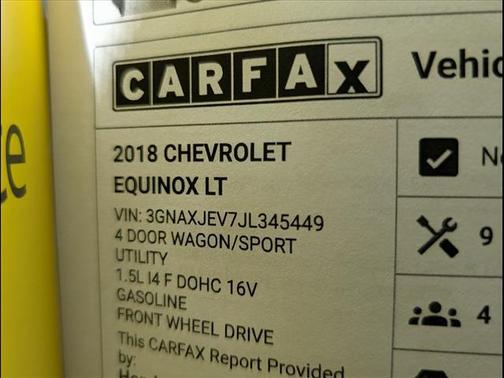 CARFAX
Vehic
2018 CHEVROLET
EQUINOX LT
VIN: 3GNAXJEV7JL345449
4 DOOR WAGON/SPORT
UTILITY
1.5L I4 F DOHC 16V
GASOLINE
FRONT WHEEL DRIVE
This CARFAX Report Provided
by:
9
4